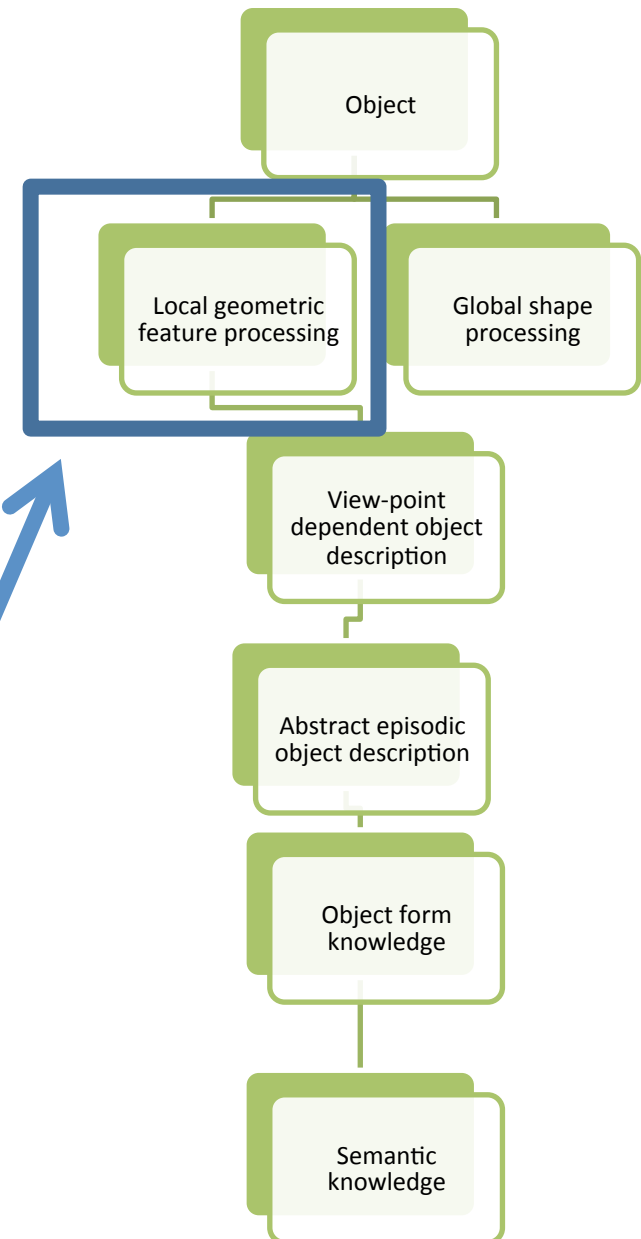 Object
Local geometric
feature processing
Global shape
processing
View-point
dependent object
description
Abstract episodic
object description
Object form
knowledge
Semantic
knowledge